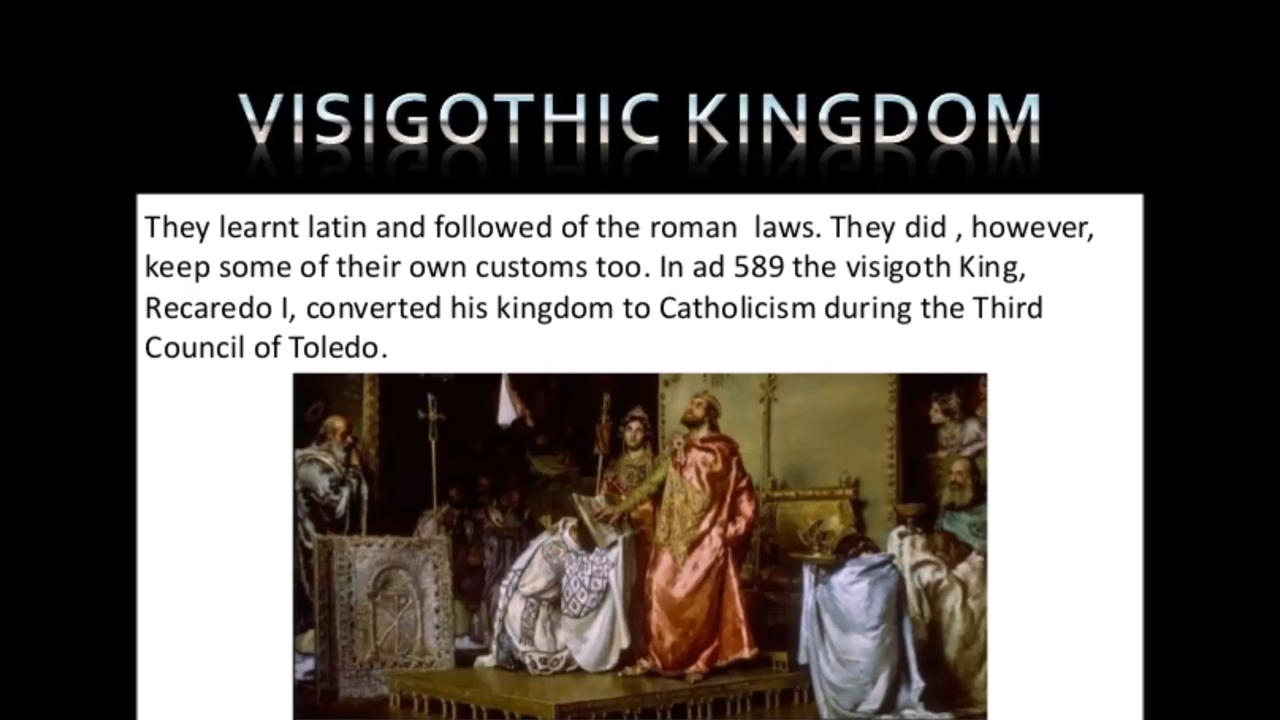 VISIGOTHIC KINGDOM
They learnt latin and followed of the roman laws. They did , however,
keep some of their own customs too. In ad 589 the visigoth King,
Recaredo I, converted his kingdom to Catholicism during the Third
Council of Toledo.